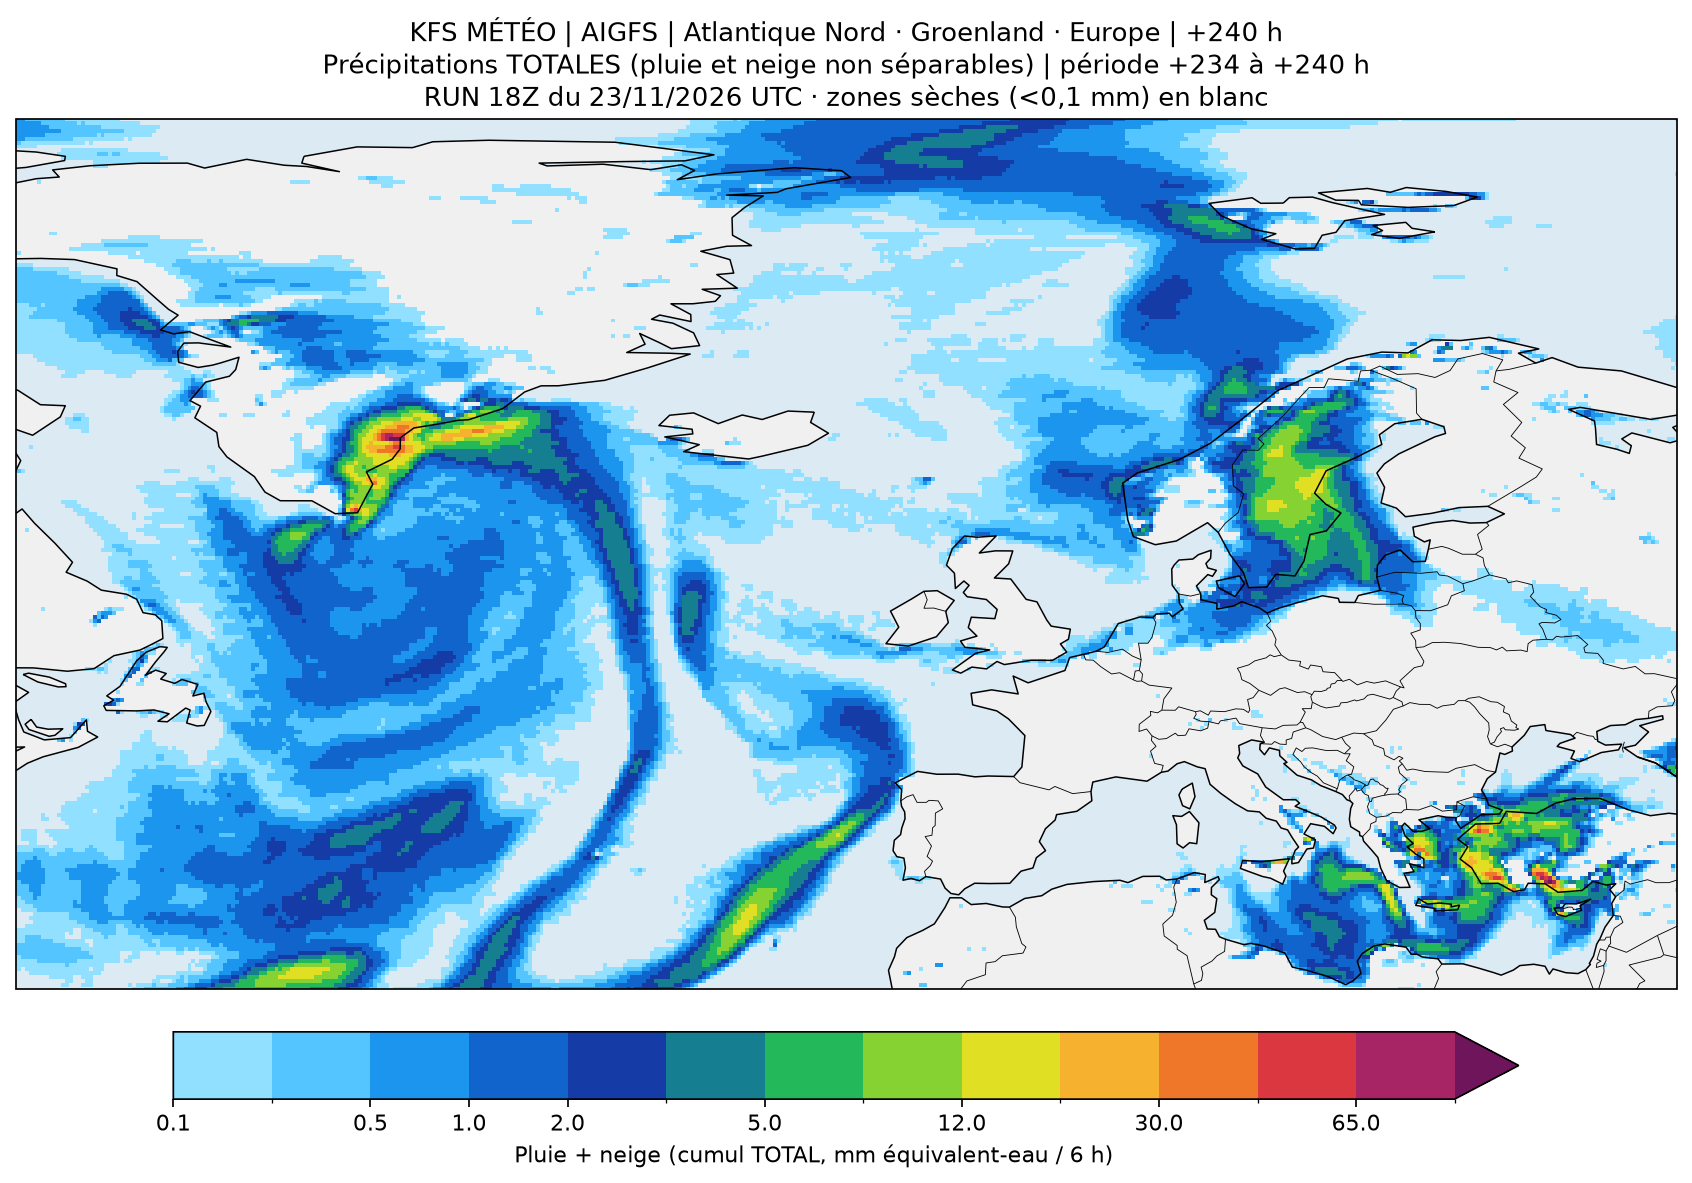 KFS MÉTÉO | AIGFS | Atlantique Nord · Groenland · Europe | +240 h
Précipitations TOTALES (pluie et neige non séparables) | période +234 à +240 h
RUN 18Z du 23/11/2026 UTC · zones sèches (<0,1 mm) en blanc
0.1 0.5 1.0 2.0 5.0 12.0 30.0 65.0
Pluie + neige (cumul TOTAL, mm équivalent-eau / 6 h)